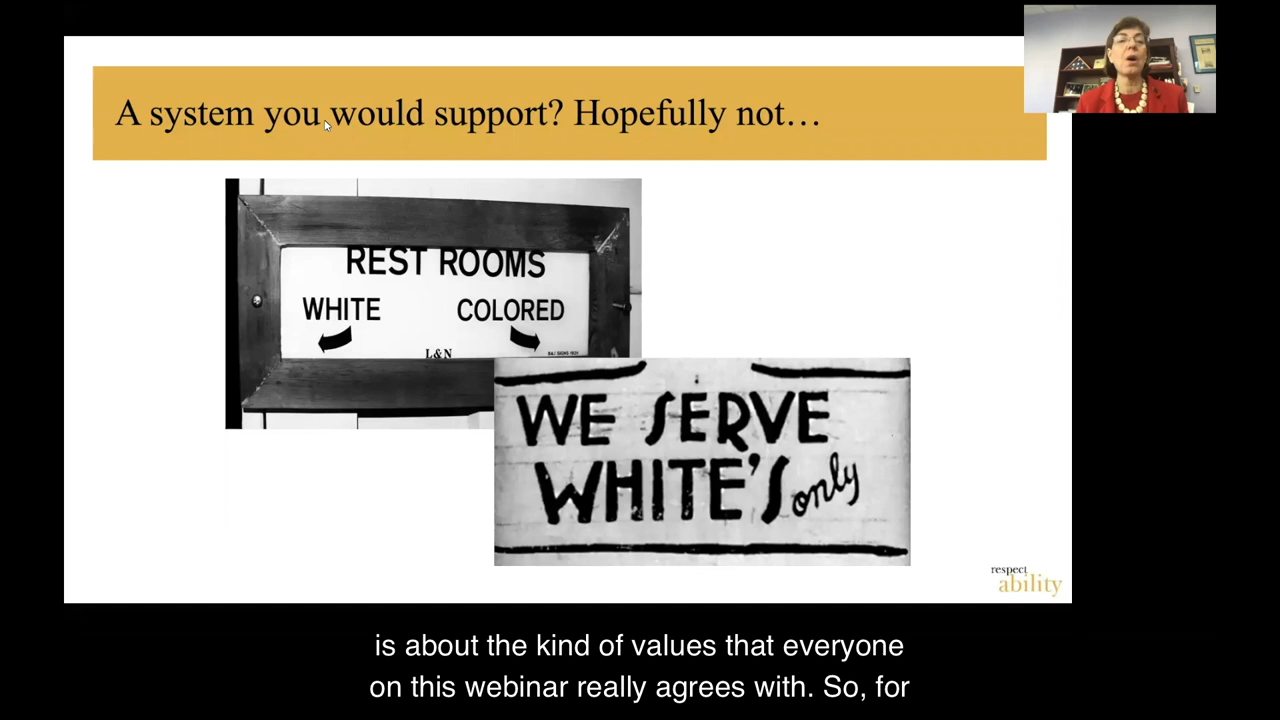 A system you would support? Hopefully not…
REST ROOMS
WHITE COLORED
L&N
WE SERVE
WHITE'S only
respect
ability
is about the kind of values that everyone
on this webinar really agrees with. So, for